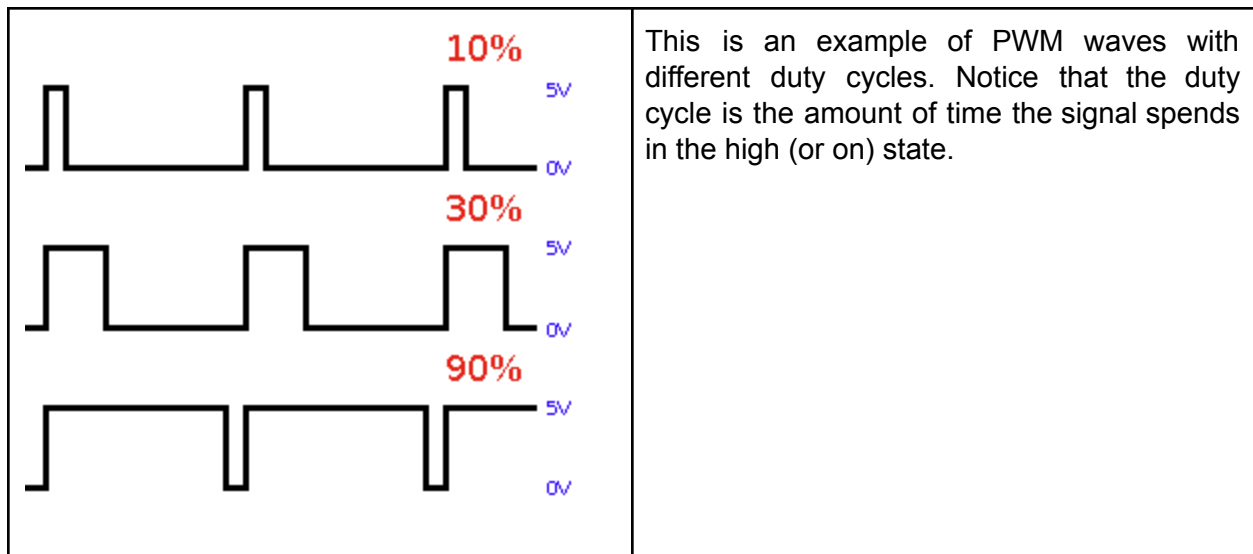 10%
5V
0V
30%
5V
0V
90%
5V
0V
This is an example of PWM waves with
different duty cycles. Notice that the duty
cycle is the amount of time the signal spends
in the high (or on) state.